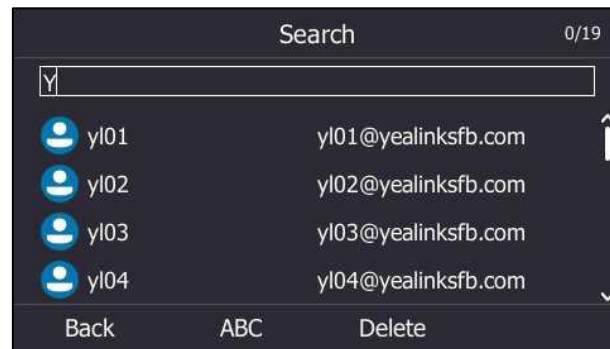 Search 0/19
Y
yl01 yl01@yealinksfb.com
yl02 yl02@yealinksfb.com
yl03 yl03@yealinksfb.com
yl04 yl04@yealinksfb.com
Back ABC Delete